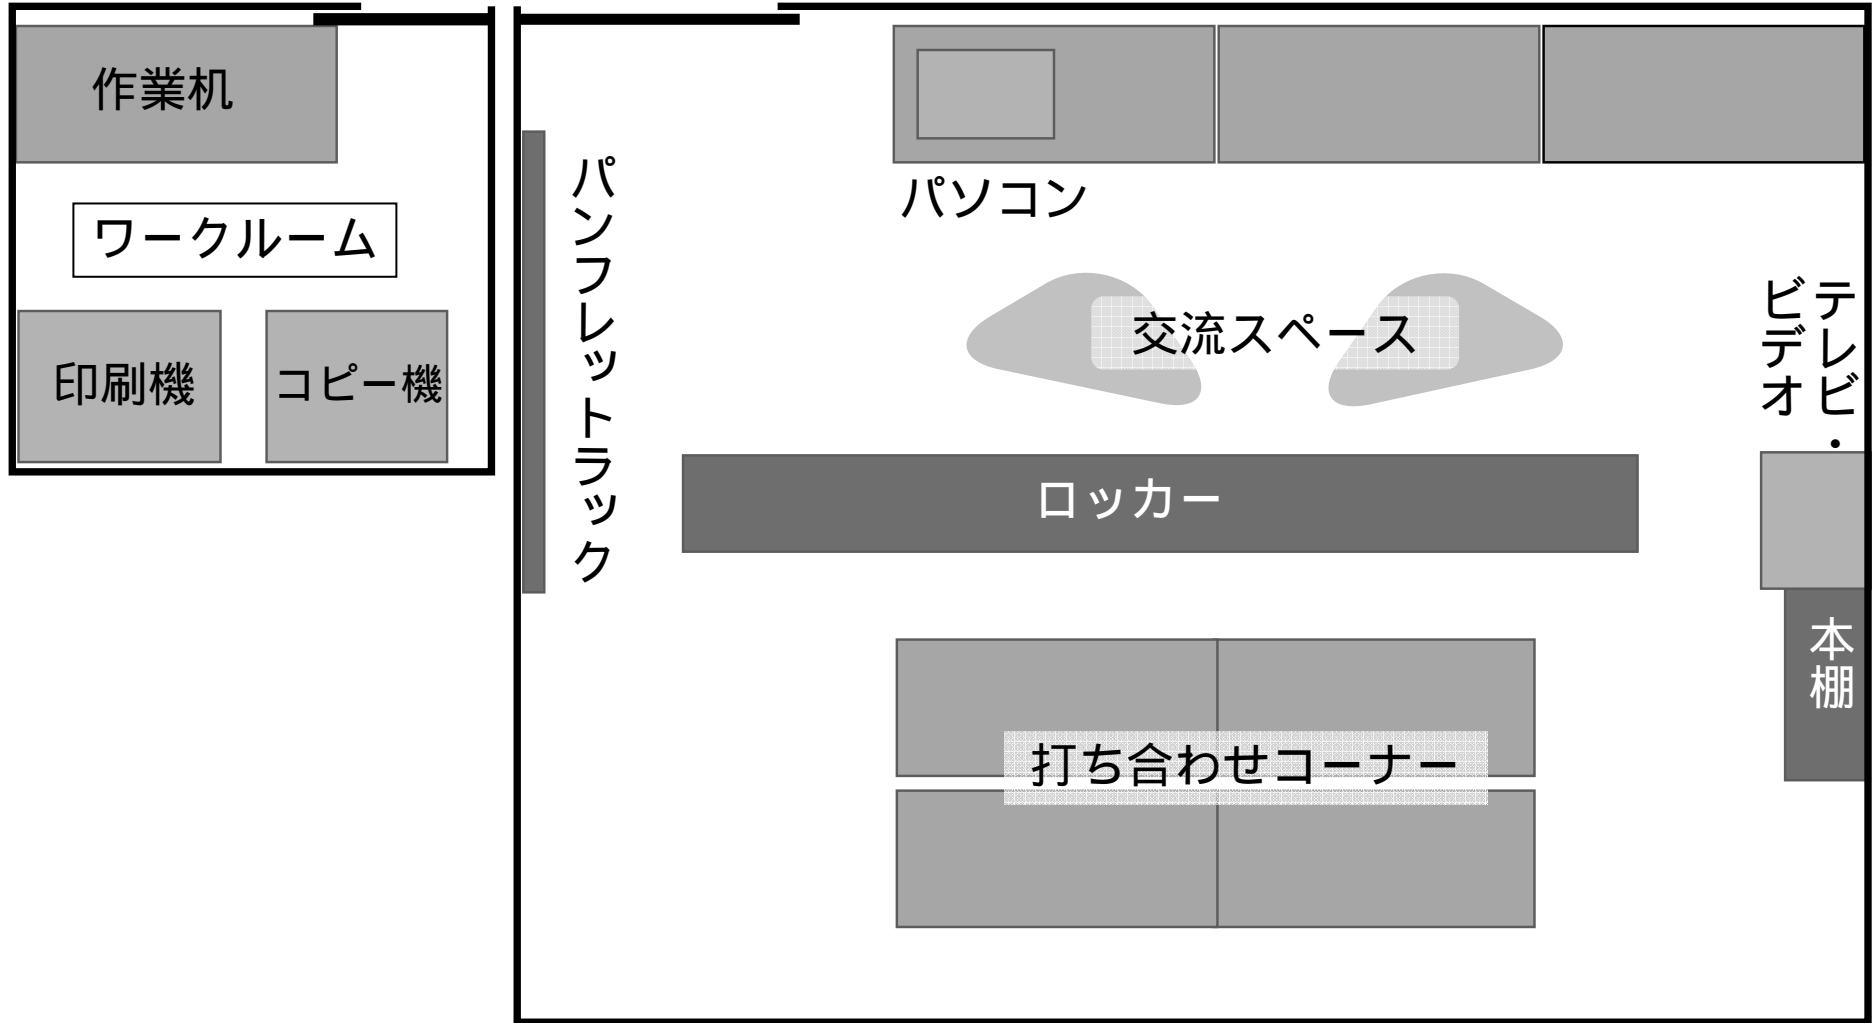 作業机
ワークルーム
印刷機
コピー機
パンフレットラック
パソコン
交流スペース
テレビ・
ビデオ
ロッカー
本棚
打ち合わせコーナー